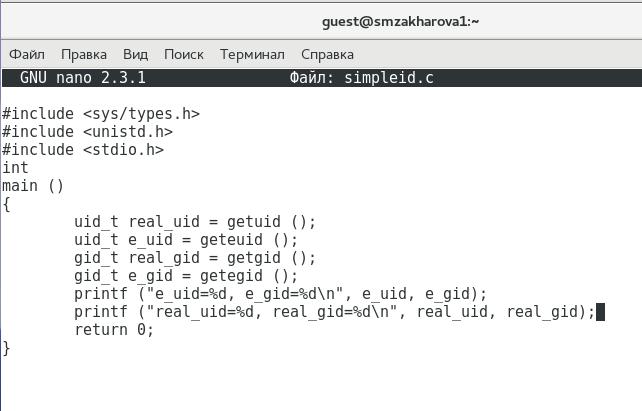 guest@smzakharova1:~
Файл Правка Вид Поиск Терминал Справка
GNU nano 2.3.1 Файл: simpleid.c
#include <sys/types.h>
#include <unistd.h>
#include <stdio.h>
int
main ()
{
        uid_t real_uid = getuid ();
        uid_t e_uid = geteuid ();
        gid_t real_gid = getgid ();
        gid_t e_gid = getegid ();
        printf ("e_uid=%d, e_gid=%d\n", e_uid, e_gid);
        printf ("real_uid=%d, real_gid=%d\n", real_uid, real_gid);
        return 0;
}